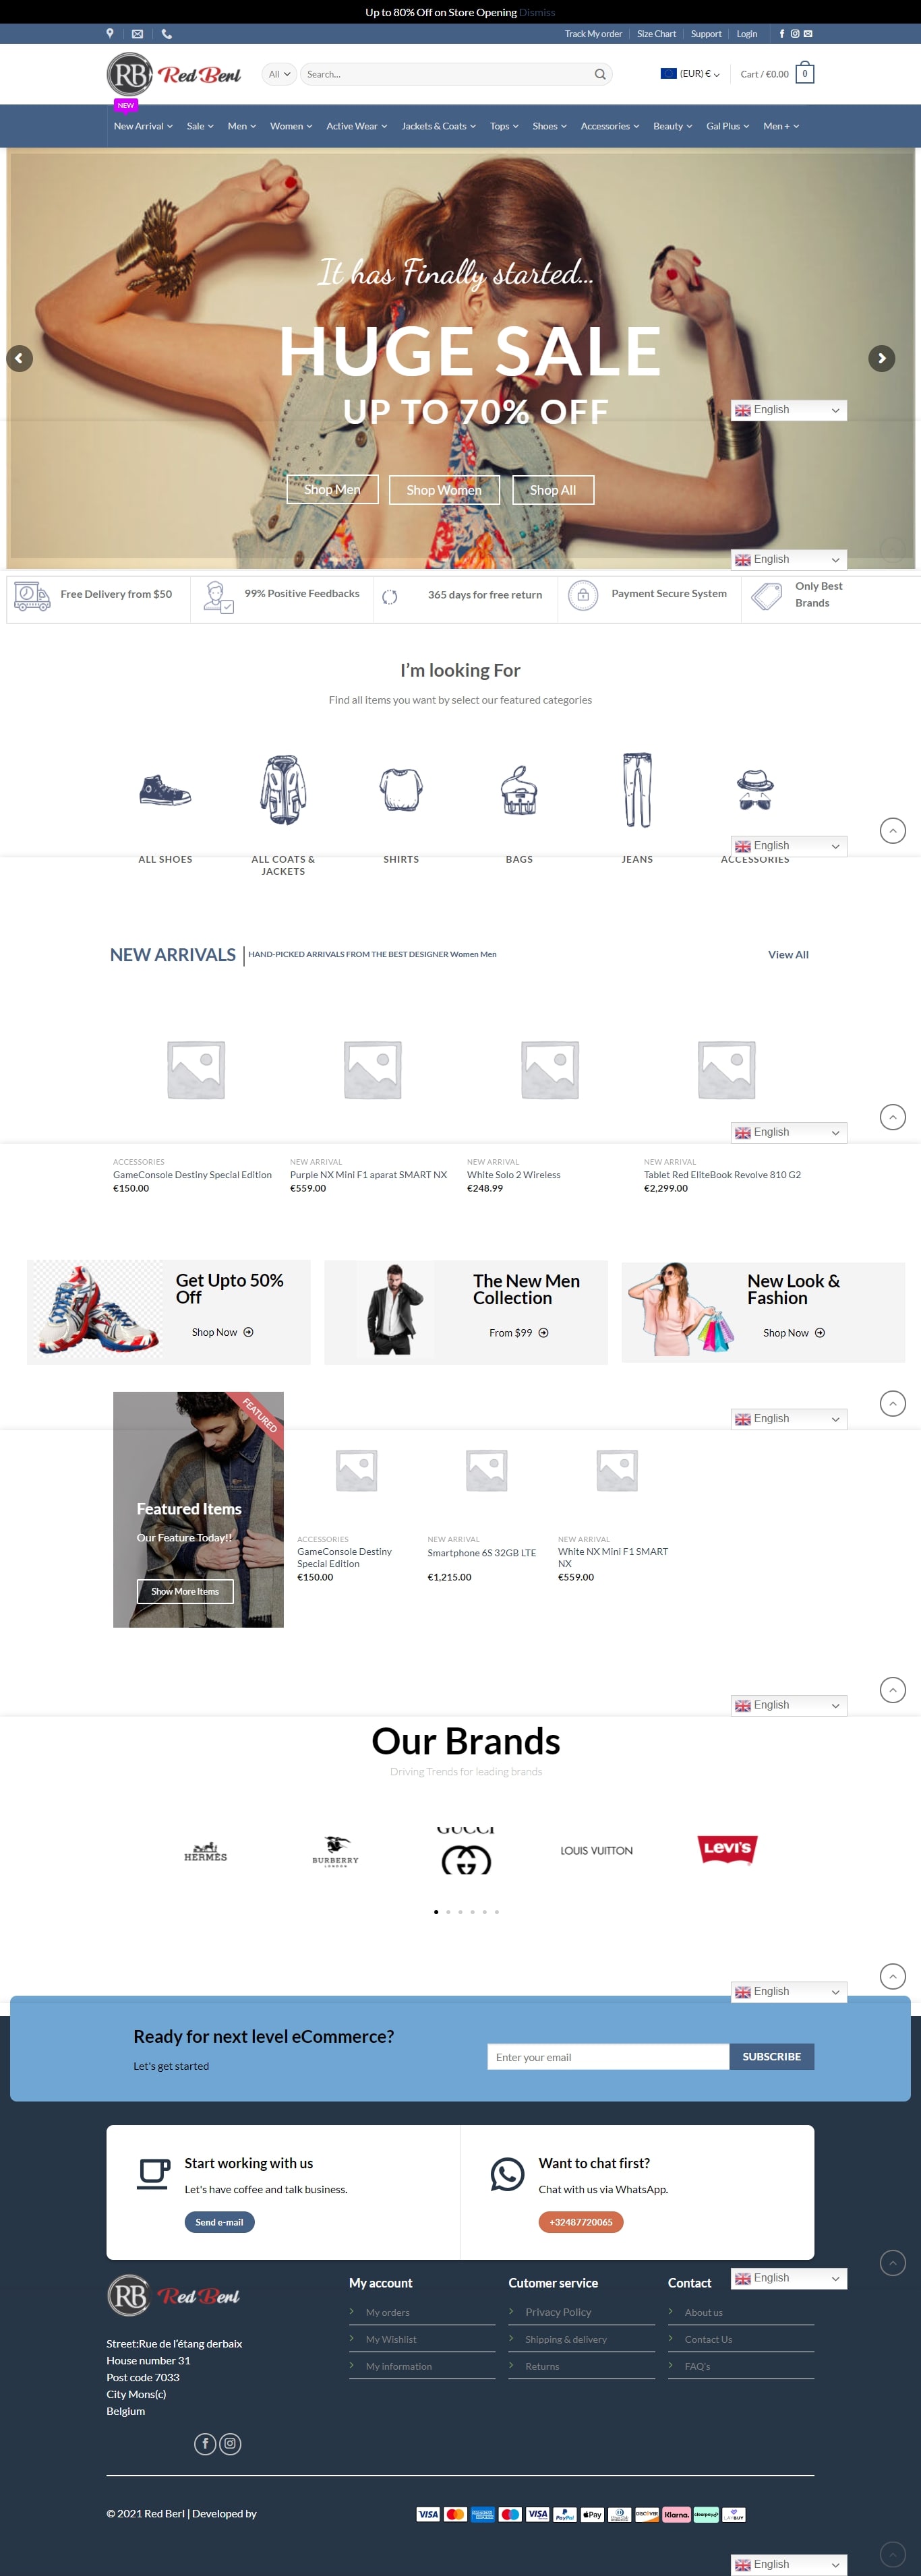 Up to 80% Off on Store Opening Dismiss
Track My order Size Chart Support Login
RB Red Berl
All Search... (EUR) € Cart / €0.00 0
NEW
New Arrival Sale Men Women Active Wear Jackets & Coats Tops Shoes Accessories Beauty Gal Plus Men +
It has Finally started...
HUGE SALE
UP TO 70% OFF
English
Shop Men Shop Women Shop All
English
Free Delivery from $50
99% Positive Feedbacks
365 days for free return
Payment Secure System
Only Best
Brands
I'm looking For
Find all items you want by select our featured categories
English
ALL SHOES
ALL COATS &
JACKETS
SHIRTS
BAGS
JEANS
ACCESSORIES
NEW ARRIVALS HAND-PICKED ARRIVALS FROM THE BEST DESIGNER Women Men View All
English
ACCESSORIES
GameConsole Destiny Special Edition
€150.00
NEW ARRIVAL
Purple NX Mini F1 aparat SMART NX
€559.00
NEW ARRIVAL
White Solo 2 Wireless
€248.99
NEW ARRIVAL
Tablet Red EliteBook Revolve 810 G2
€2,299.00
Get Upto 50%
Off
Shop Now
The New Men
Collection
From $99
New Look &
Fashion
Shop Now
English
FEATURED
Featured Items
Our Feature Today!!
Show More Items
ACCESSORIES
GameConsole Destiny
Special Edition
€150.00
NEW ARRIVAL
Smartphone 6S 32GB LTE
€1,215.00
NEW ARRIVAL
White NX Mini F1 SMART
NX
€559.00
English
Our Brands
Driving Trends for leading brands
HERMÈS
BURBERRY
LONDON
GUCCI
LOUIS VUITTON
LEVI'S
English
Ready for next level eCommerce?
Let's get started
Enter your email SUBSCRIBE
Start working with us
Let's have coffee and talk business.
Send e-mail
Want to chat first?
Chat with us via WhatsApp.
+32487720065
English
RB Red Berl
Street:Rue de l'étang derbaix
House number 31
Post code 7033
City Mons(c)
Belgium
My account
My orders
My Wishlist
My information
Cutomer service
Privacy Policy
Shipping & delivery
Returns
Contact
About us
Contact Us
FAQ's
© 2021 Red Berl | Developed by
VISA
VISA
PayPal
Pay
DISCOVER
Klarna.
clearpay
LAYBUY
English